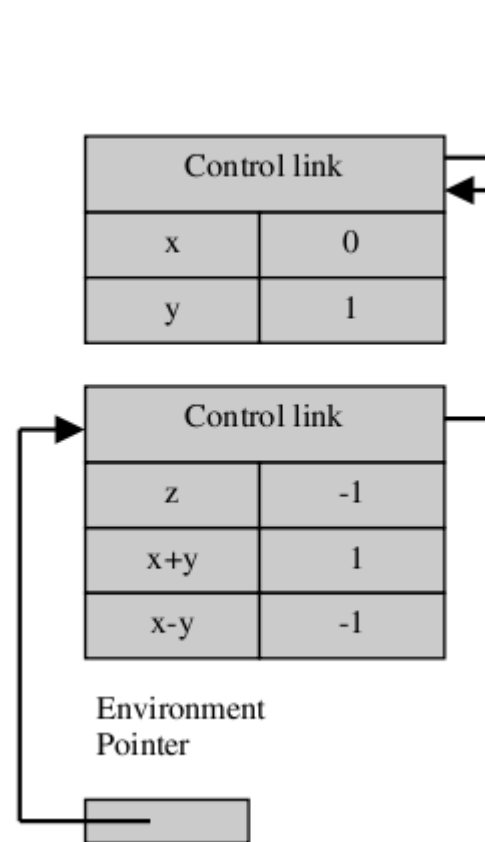 Control link
x 0
y 1
Control link
z -1
x+y 1
x-y -1
Environment
Pointer